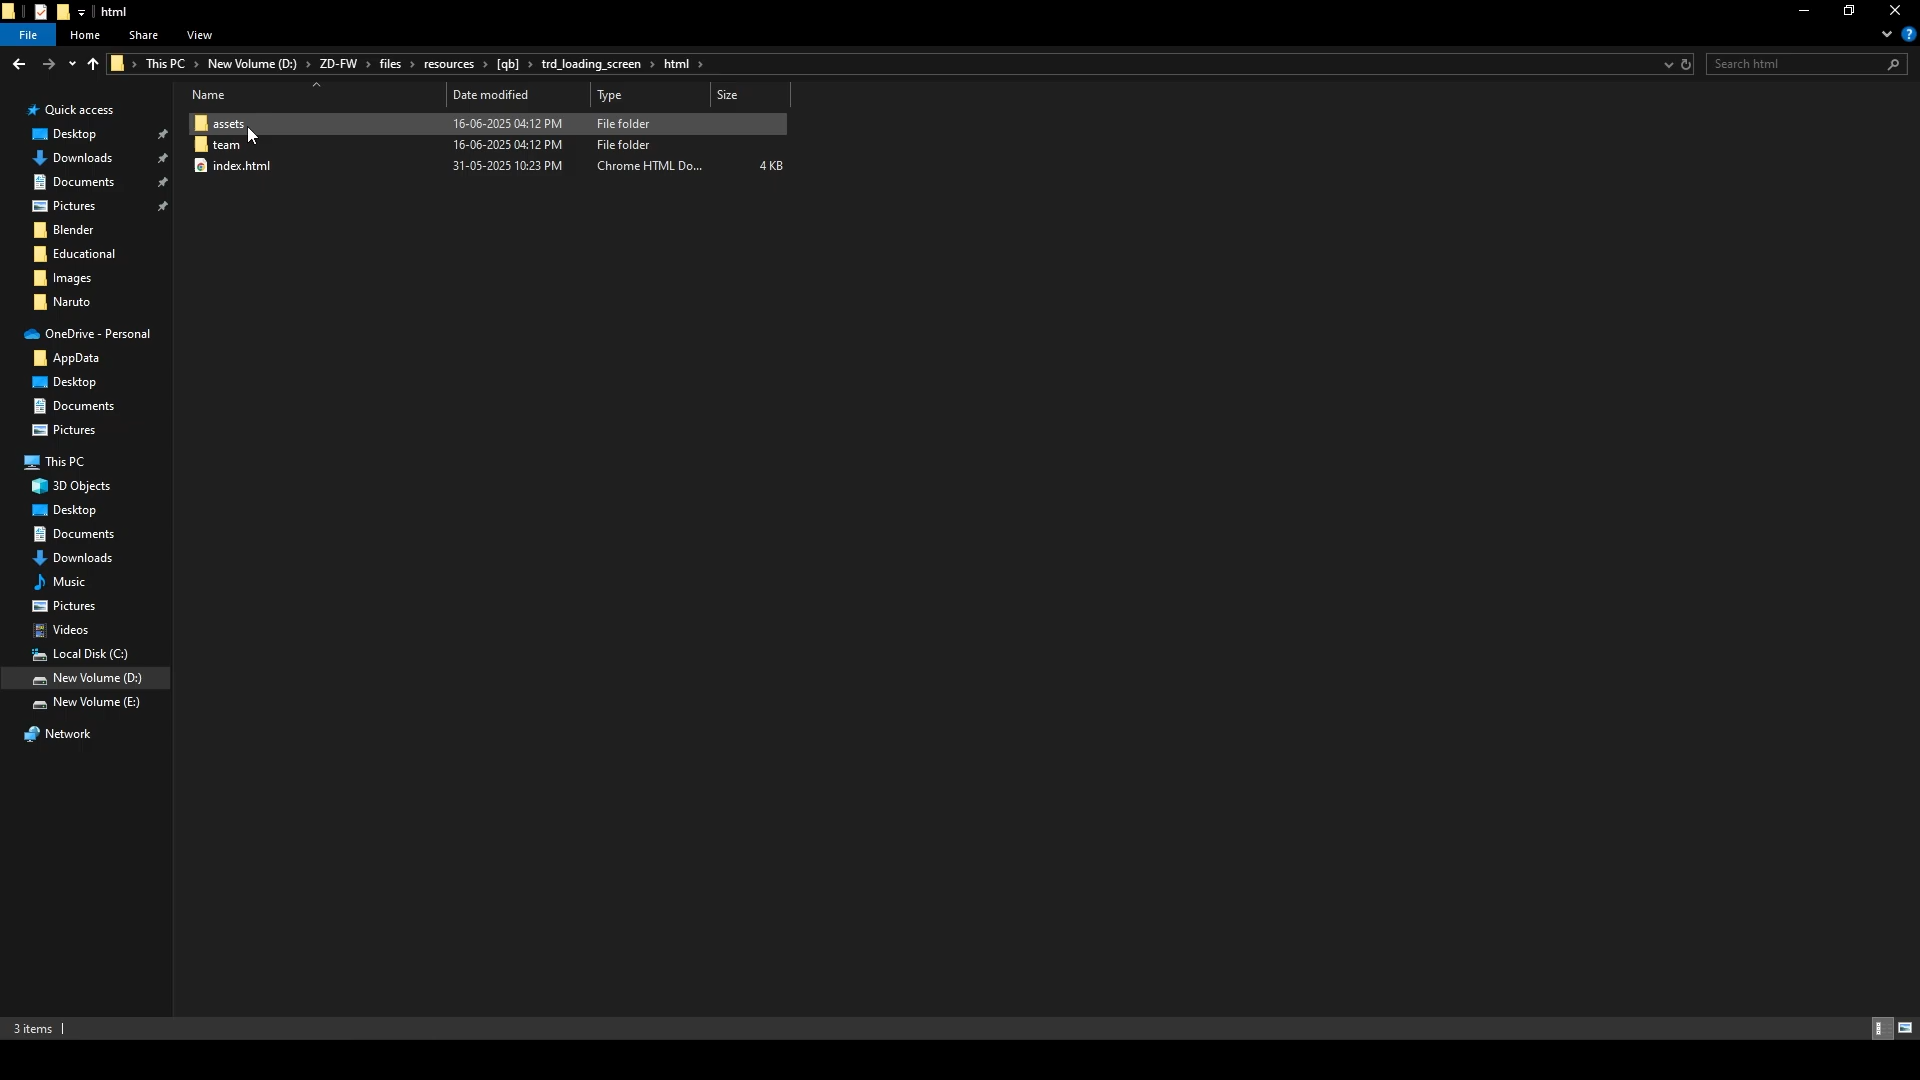 html
File Home Share View
This PC > New Volume (D:) > ZD-FW > files > resources > [qb] > trd_loading_screen > html >
Search html
Name Date modified Type Size
assets 16-06-2025 04:12 PM File folder
team 16-06-2025 04:12 PM File folder
index.html 31-05-2025 10:23 PM Chrome HTML Do... 4 KB
Quick access
Desktop
Downloads
Documents
Pictures
Blender
Educational
Images
Naruto
OneDrive - Personal
AppData
Desktop
Documents
Pictures
This PC
3D Objects
Desktop
Documents
Downloads
Music
Pictures
Videos
Local Disk (C:)
New Volume (D:)
New Volume (E:)
Network
3 items